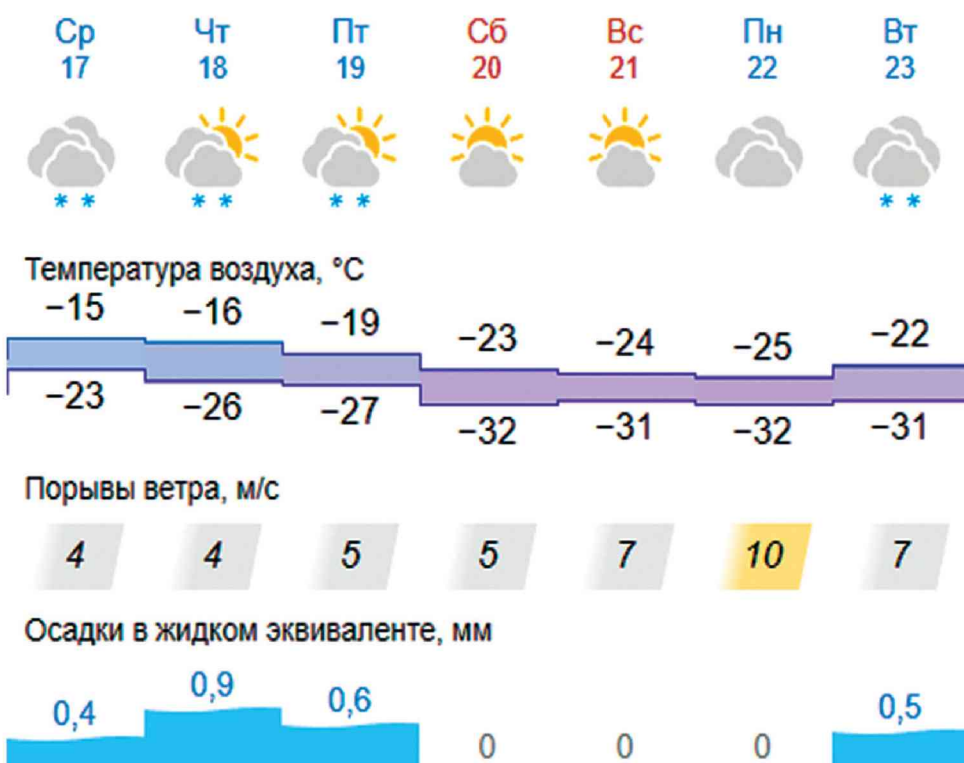 Ср Чт Пт Сб Вс Пн Вт
17 18 19 20 21 22 23
Температура воздуха, °C
−15 −16 −19 −23 −24 −25 −22
−23 −26 −27 −32 −31 −32 −31
Порывы ветра, м/с
4 4 5 5 7 10 7
Осадки в жидком эквиваленте, мм
0,4 0,9 0,6 0 0 0 0,5